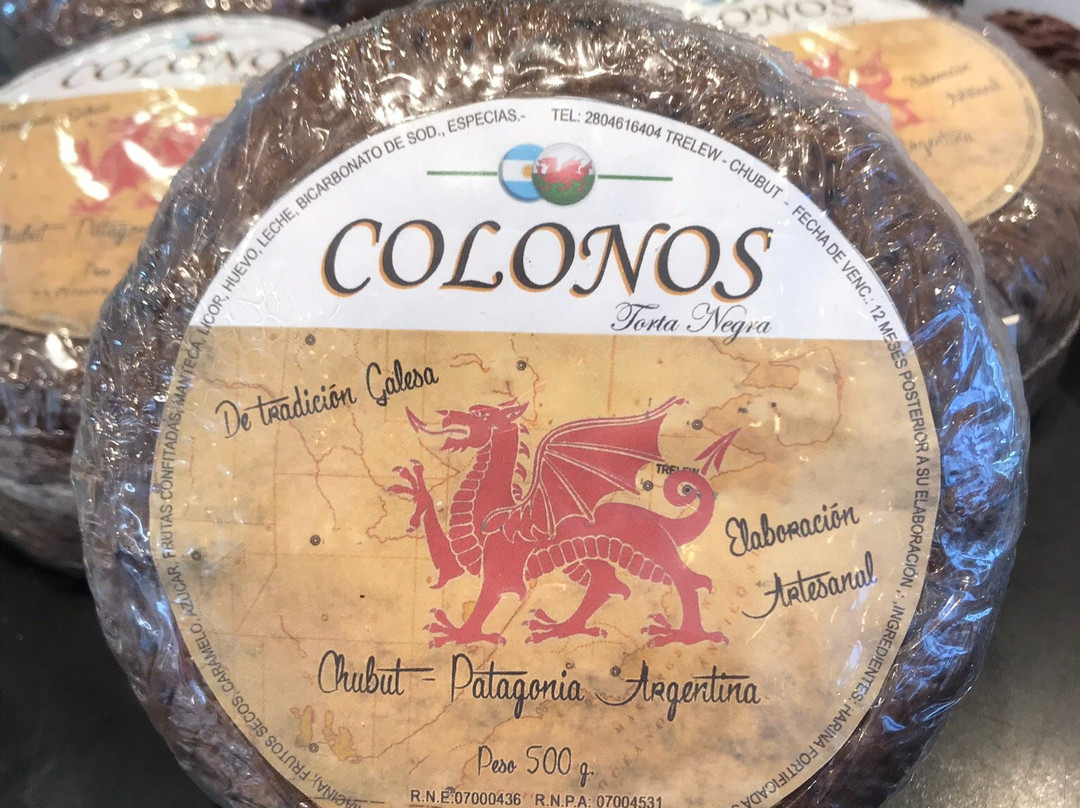 COLONOS
COLONOS
TEL: 2804616404 TRELEW - CHUBUT - FECHA DE VENC.: 12 MESES POSTERIOR A SU ELABORACIÓN . INGREDIENTES: HARINA FORTIFICADA
NIACINA), FRUTOS SECOS, CARAMELO, AZÚCAR, FRUTAS CONFITADAS, MANTECA, LICOR, HUEVO, LECHE, BICARBONATO DE SOD., ESPECIAS.-
COLONOS
Torta Negra
De tradición Galesa
TRELEW
Elaboración
Artesanal
Chubut - Patagonia Argentina
Peso 500 g.
R.N.E:07000436 R.N.P.A: 07004531